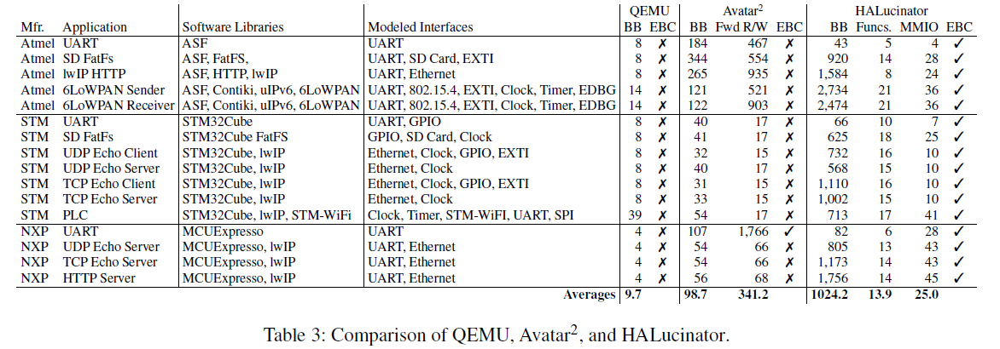 QEMU Avatar² HALucinator
Mfr. Application Software Libraries Modeled Interfaces BB EBC BB Fwd R/W EBC BB Funcs. MMIO EBC
Atmel UART ASF UART 8 ✗ 184 467 ✗ 43 5 4 ✓
Atmel SD FatFs ASF, FatFS, UART, SD Card, EXTI 8 ✗ 344 554 ✗ 920 14 28 ✓
Atmel lwIP HTTP ASF, HTTP, lwIP UART, Ethernet 8 ✗ 265 935 ✗ 1,584 8 24 ✓
Atmel 6LoWPAN Sender ASF, Contiki, uIPv6, 6LoWPAN UART, 802.15.4, EXTI, Clock, Timer, EDBG 14 ✗ 121 521 ✗ 2,734 21 36 ✓
Atmel 6LoWPAN Receiver ASF, Contiki, uIPv6, 6LoWPAN UART, 802.15.4, EXTI, Clock, Timer, EDBG 14 ✗ 122 903 ✗ 2,474 21 36 ✓
STM UART STM32Cube UART, GPIO 8 ✗ 40 17 ✗ 66 10 7 ✓
STM SD FatFs STM32Cube FatFS GPIO, SD Card, Clock 8 ✗ 41 17 ✗ 625 18 25 ✓
STM UDP Echo Client STM32Cube, lwIP Ethernet, Clock, GPIO, EXTI 8 ✗ 32 15 ✗ 732 16 10 ✓
STM UDP Echo Server STM32Cube, lwIP Ethernet, Clock 8 ✗ 40 17 ✗ 568 15 10 ✓
STM TCP Echo Client STM32Cube, lwIP Ethernet, Clock, GPIO, EXTI 8 ✗ 31 15 ✗ 1,110 16 10 ✓
STM TCP Echo Server STM32Cube, lwIP Ethernet, Clock 8 ✗ 33 15 ✗ 1,002 15 10 ✓
STM PLC STM32Cube, lwIP, STM-WiFi Clock, Timer, STM-WiFI, UART, SPI 39 ✗ 54 17 ✗ 713 17 41 ✓
NXP UART MCUExpresso UART 4 ✗ 107 1,766 ✓ 82 6 28 ✓
NXP UDP Echo Server MCUExpresso, lwIP UART, Ethernet 4 ✗ 54 66 ✗ 805 13 43 ✓
NXP TCP Echo Server MCUExpresso, lwIP UART, Ethernet 4 ✗ 54 66 ✗ 1,173 14 43 ✓
NXP HTTP Server MCUExpresso, lwIP UART, Ethernet 4 ✗ 56 68 ✗ 1,756 14 45 ✓
Averages 9.7 98.7 341.2 1024.2 13.9 25.0
Table 3: Comparison of QEMU, Avatar², and HALucinator.